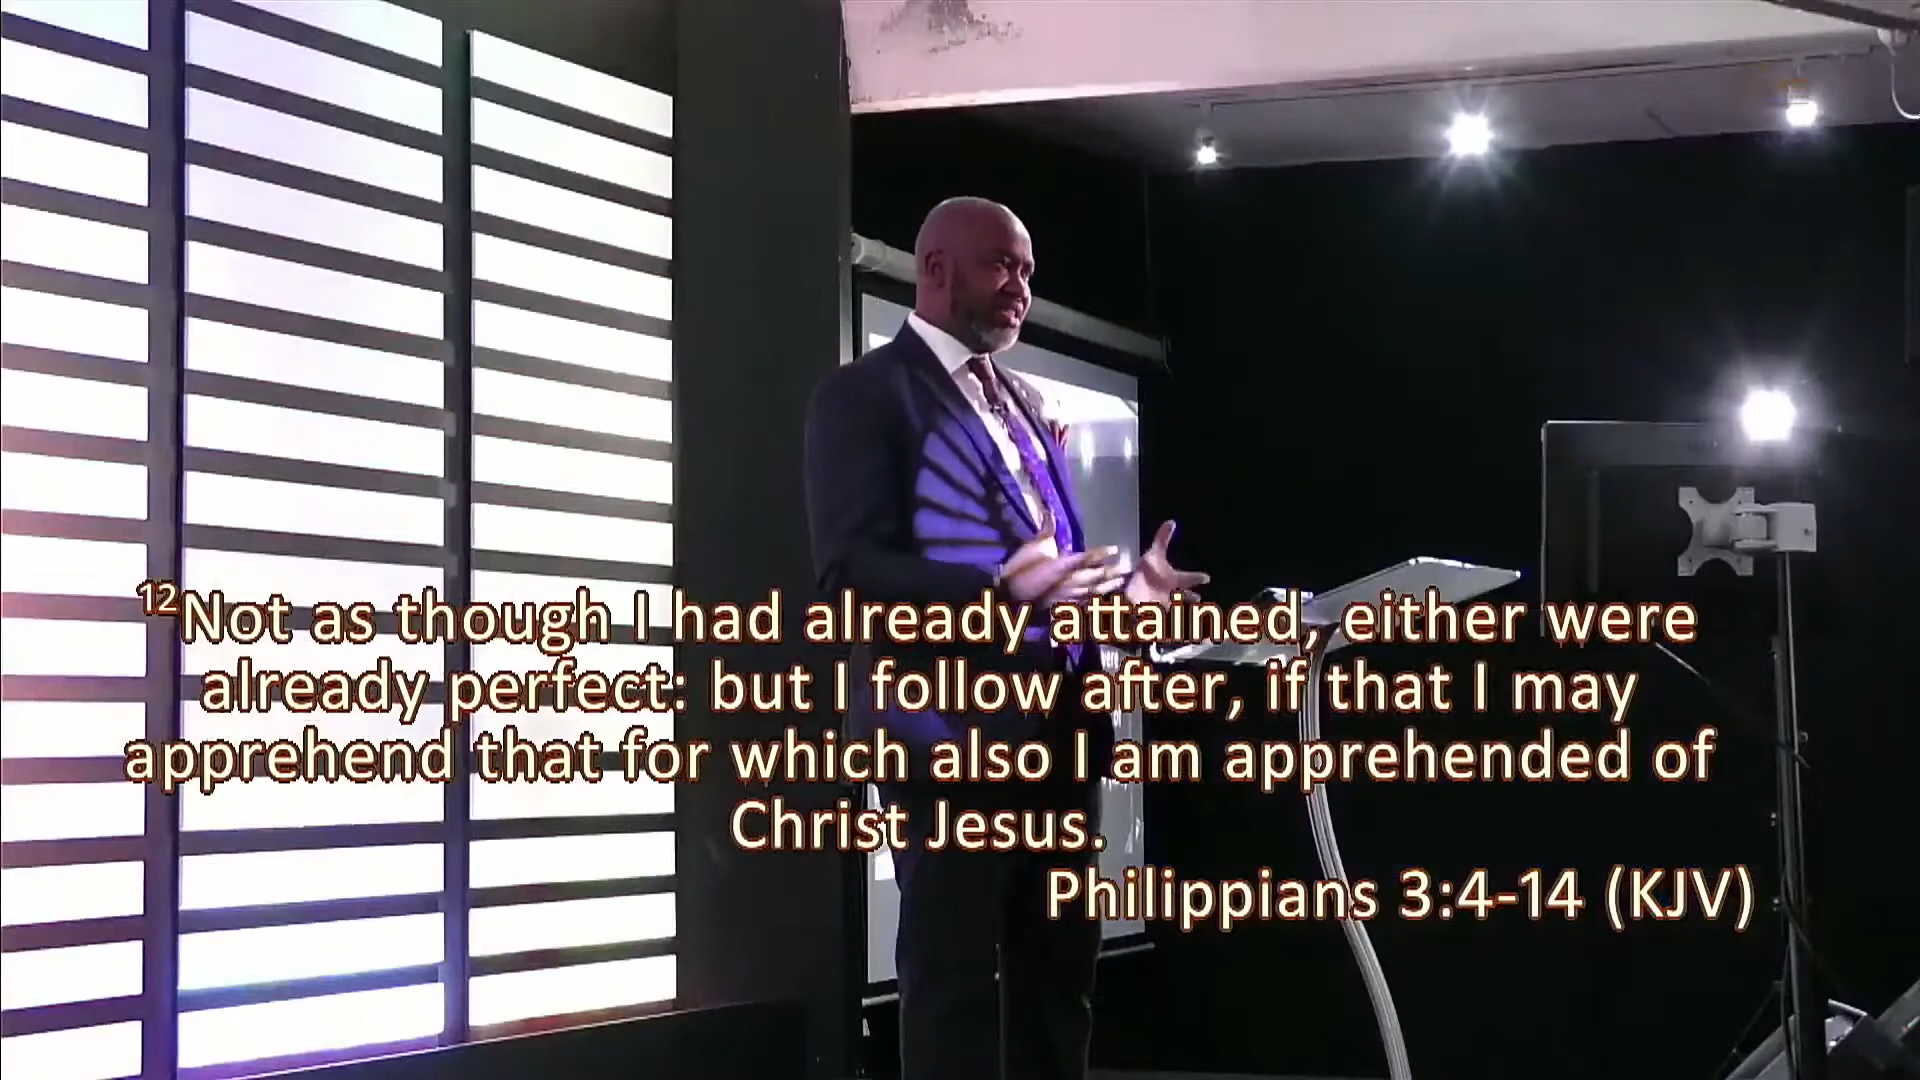 ¹²Not as though I had already attained, either were
already perfect: but I follow after, if that I may
apprehend that for which also I am apprehended of
Christ Jesus.
Philippians 3:4-14 (KJV)